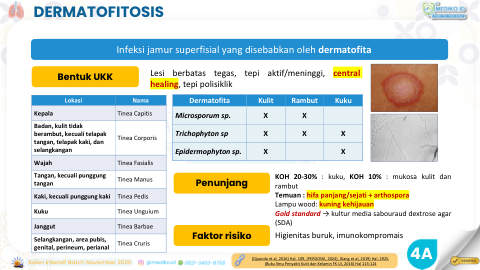 DERMATOFITOSIS
MEDIKO.ID
Infeksi jamur superfisial yang disebabkan oleh dermatofita
Bentuk UKK
Lesi berbatas tegas, tepi aktif/meninggi, central
healing, tepi polisiklik
Lokasi Nama
Kepala Tinea Capitis
Badan, kulit tidak
berambut, kecuali telapak
tangan, telapak kaki, dan
selangkangan
Tinea Corporis
Wajah Tinea Fasialis
Tangan, kecuali punggung
tangan
Tinea Manus
Kaki, kecuali punggung kaki Tinea Pedis
Kuku Tinea Unguium
Janggut Tinea Barbae
Selangkangan, area pubis,
genital, perineum, perianal
Tinea Cruris
Dermatofita Kulit Rambut Kuku
Microsporum sp. X X
Trichophyton sp X X X
Epidermophyton sp. X X
Penunjang
KOH 20-30% : kuku, KOH 10% : mukosa kulit dan
rambut
Temuan : hifa panjang/sejati + arthospora
Lampu wood: kuning kehijauan
Gold standard → kultur media sabouraud dextrose agar
(SDA)
Faktor risiko
Higienitas buruk, imunokompromais
4A